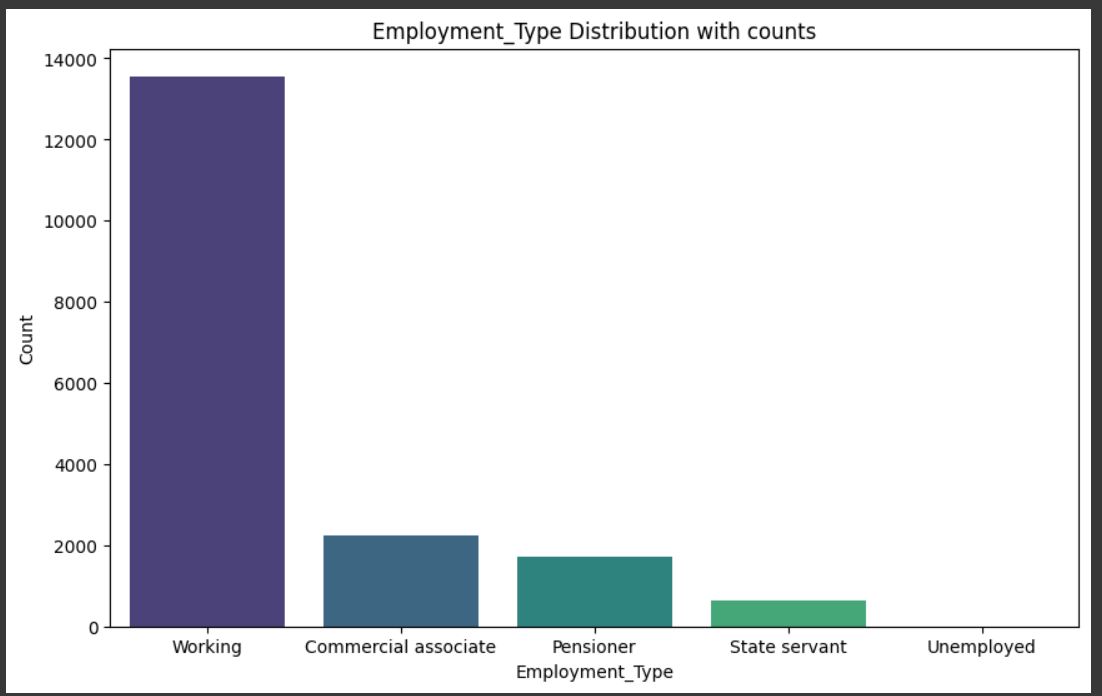 Employment_Type Distribution with counts
14000
12000
10000
8000
6000
4000
2000
0
Count
Working Commercial associate Pensioner State servant Unemployed
Employment_Type